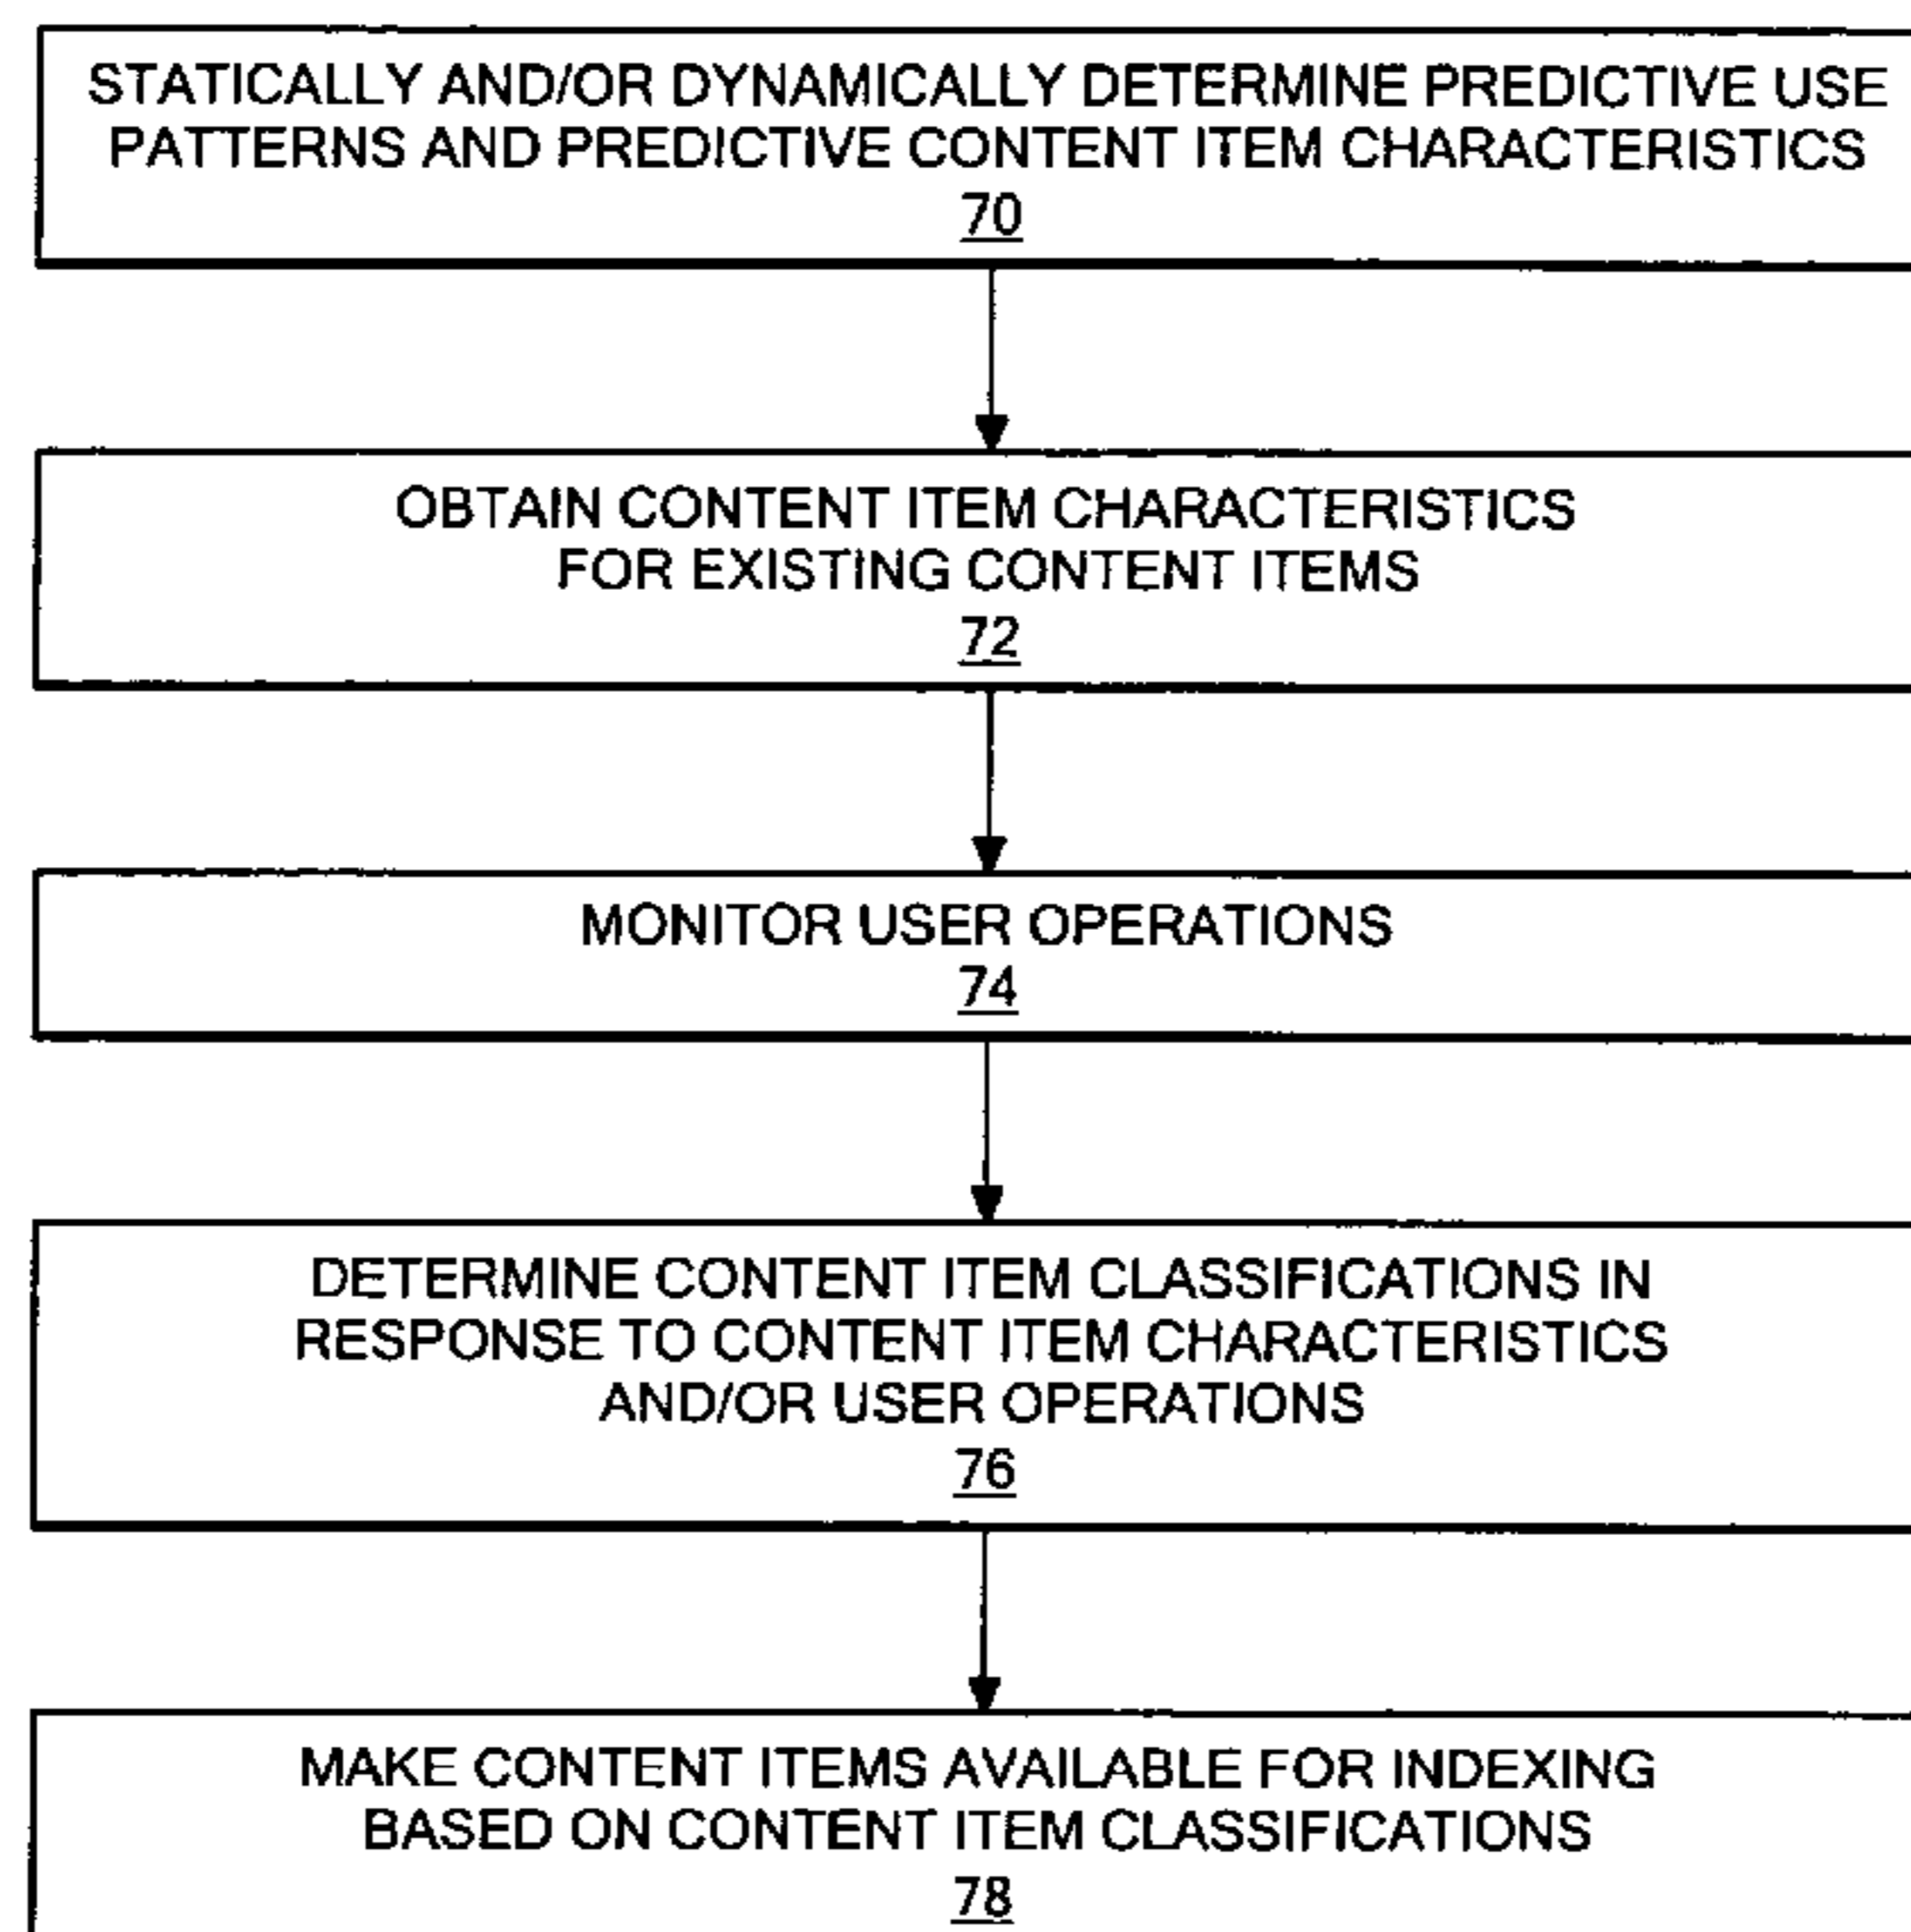 STATICALLY AND/OR DYNAMICALLY DETERMINE PREDICTIVE USE
PATTERNS AND PREDICTIVE CONTENT ITEM CHARACTERISTICS
70
OBTAIN CONTENT ITEM CHARACTERISTICS
FOR EXISTING CONTENT ITEMS
72
MONITOR USER OPERATIONS
74
DETERMINE CONTENT ITEM CLASSIFICATIONS IN
RESPONSE TO CONTENT ITEM CHARACTERISTICS
AND/OR USER OPERATIONS
76
MAKE CONTENT ITEMS AVAILABLE FOR INDEXING
BASED ON CONTENT ITEM CLASSIFICATIONS
78